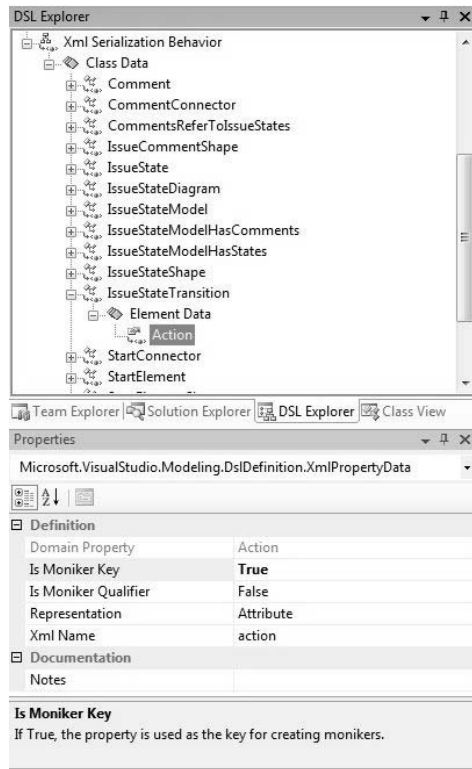 DSL Explorer
Xml Serialization Behavior
Class Data
Comment
CommentConnector
CommentsReferToIssueStates
IssueCommentShape
IssueState
IssueStateDiagram
IssueStateModel
IssueStateModelHasComments
IssueStateModelHasStates
IssueStateShape
IssueStateTransition
Element Data
Action
StartConnector
StartElement
Team Explorer Solution Explorer DSL Explorer Class View
Properties
Microsoft.VisualStudio.Modeling.DslDefinition.XmlPropertyData
Definition
Domain Property Action
Is Moniker Key True
Is Moniker Qualifier False
Representation Attribute
Xml Name action
Documentation
Notes
Is Moniker Key
If True, the property is used as the key for creating monikers.